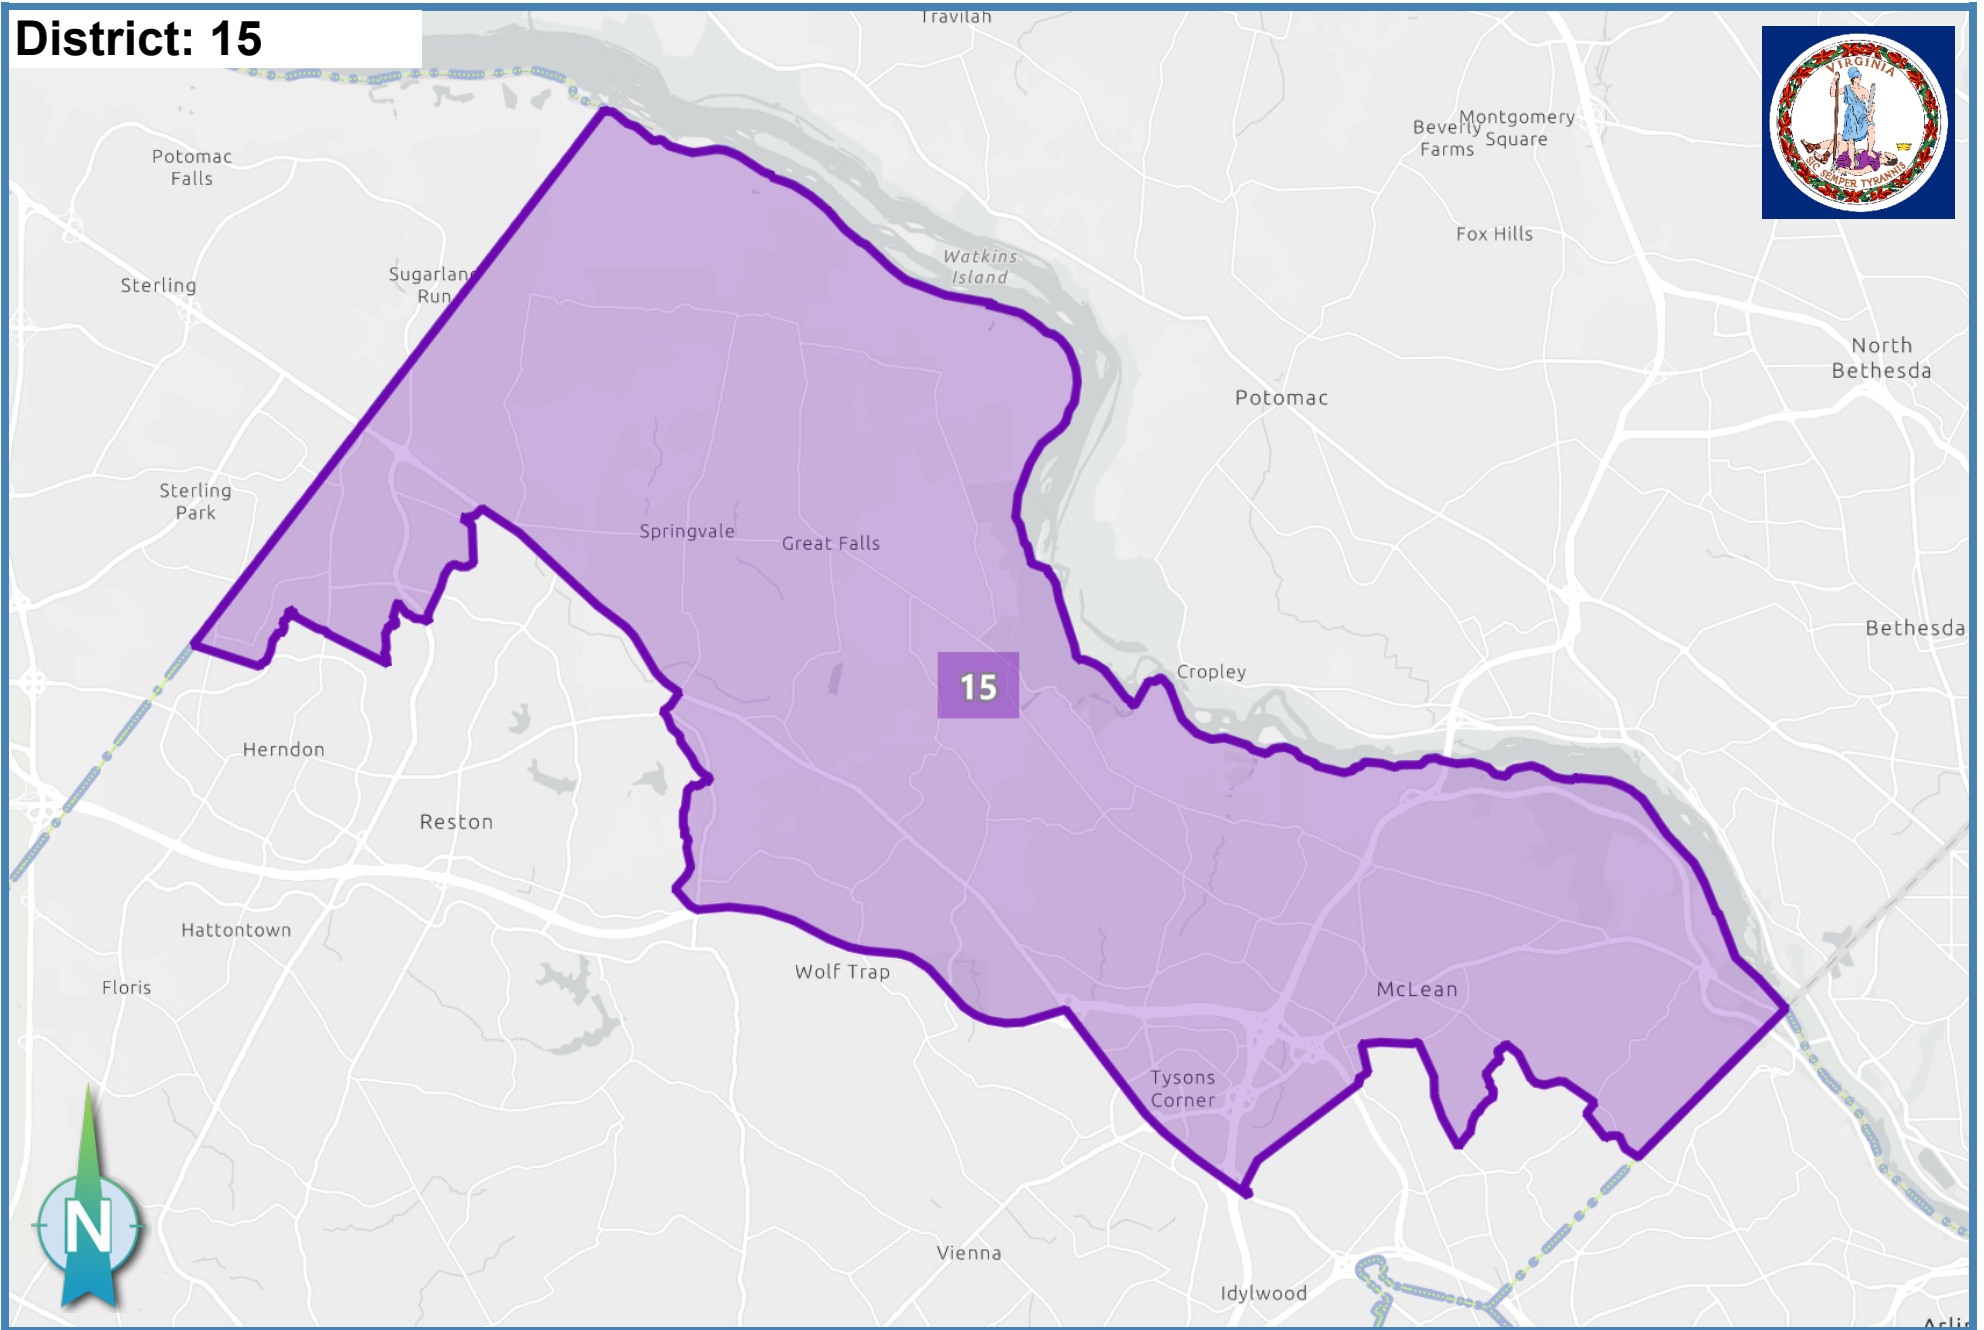 District: 15
Travilah
VIRGINIA
SIC SEMPER TYRANNIS
Montgomery
Square
Beverly
Farms
Potomac
Falls
Fox Hills
Watkins
Island
Sugarland
Run
Sterling
North
Bethesda
Potomac
Sterling
Park
Springvale
Great Falls
Bethesda
Cropley
15
Herndon
Reston
Hattontown
Wolf Trap
Floris
McLean
Tysons
Corner
N
Vienna
Idylwood